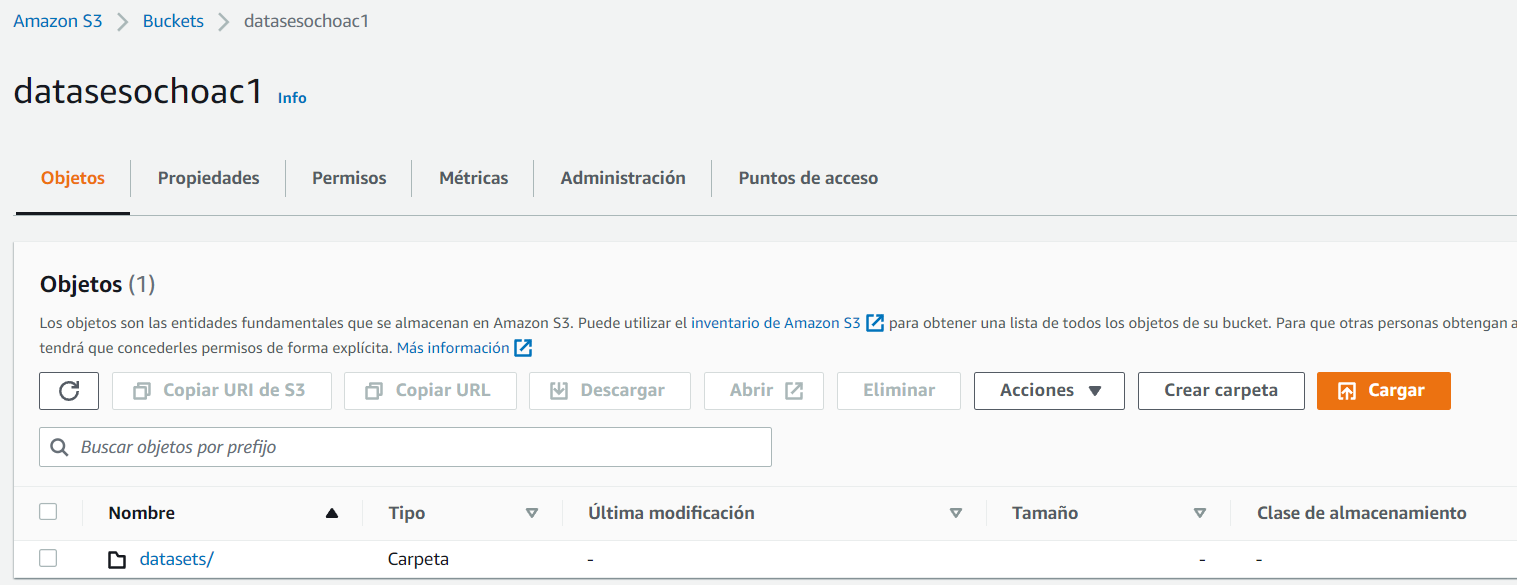 Amazon S3 > Buckets > datasesochoac1
datasesochoac1 Info
Objetos Propiedades Permisos Métricas Administración Puntos de acceso
Objetos (1)
Los objetos son las entidades fundamentales que se almacenan en Amazon S3. Puede utilizar el inventario de Amazon S3 para obtener una lista de todos los objetos de su bucket. Para que otras personas obtengan a
tendrá que concederles permisos de forma explícita. Más información
Copiar URI de S3 Copiar URL Descargar Abrir Eliminar Acciones Crear carpeta Cargar
Buscar objetos por prefijo
Nombre Tipo Última modificación Tamaño Clase de almacenamiento
datasets/ Carpeta - - -